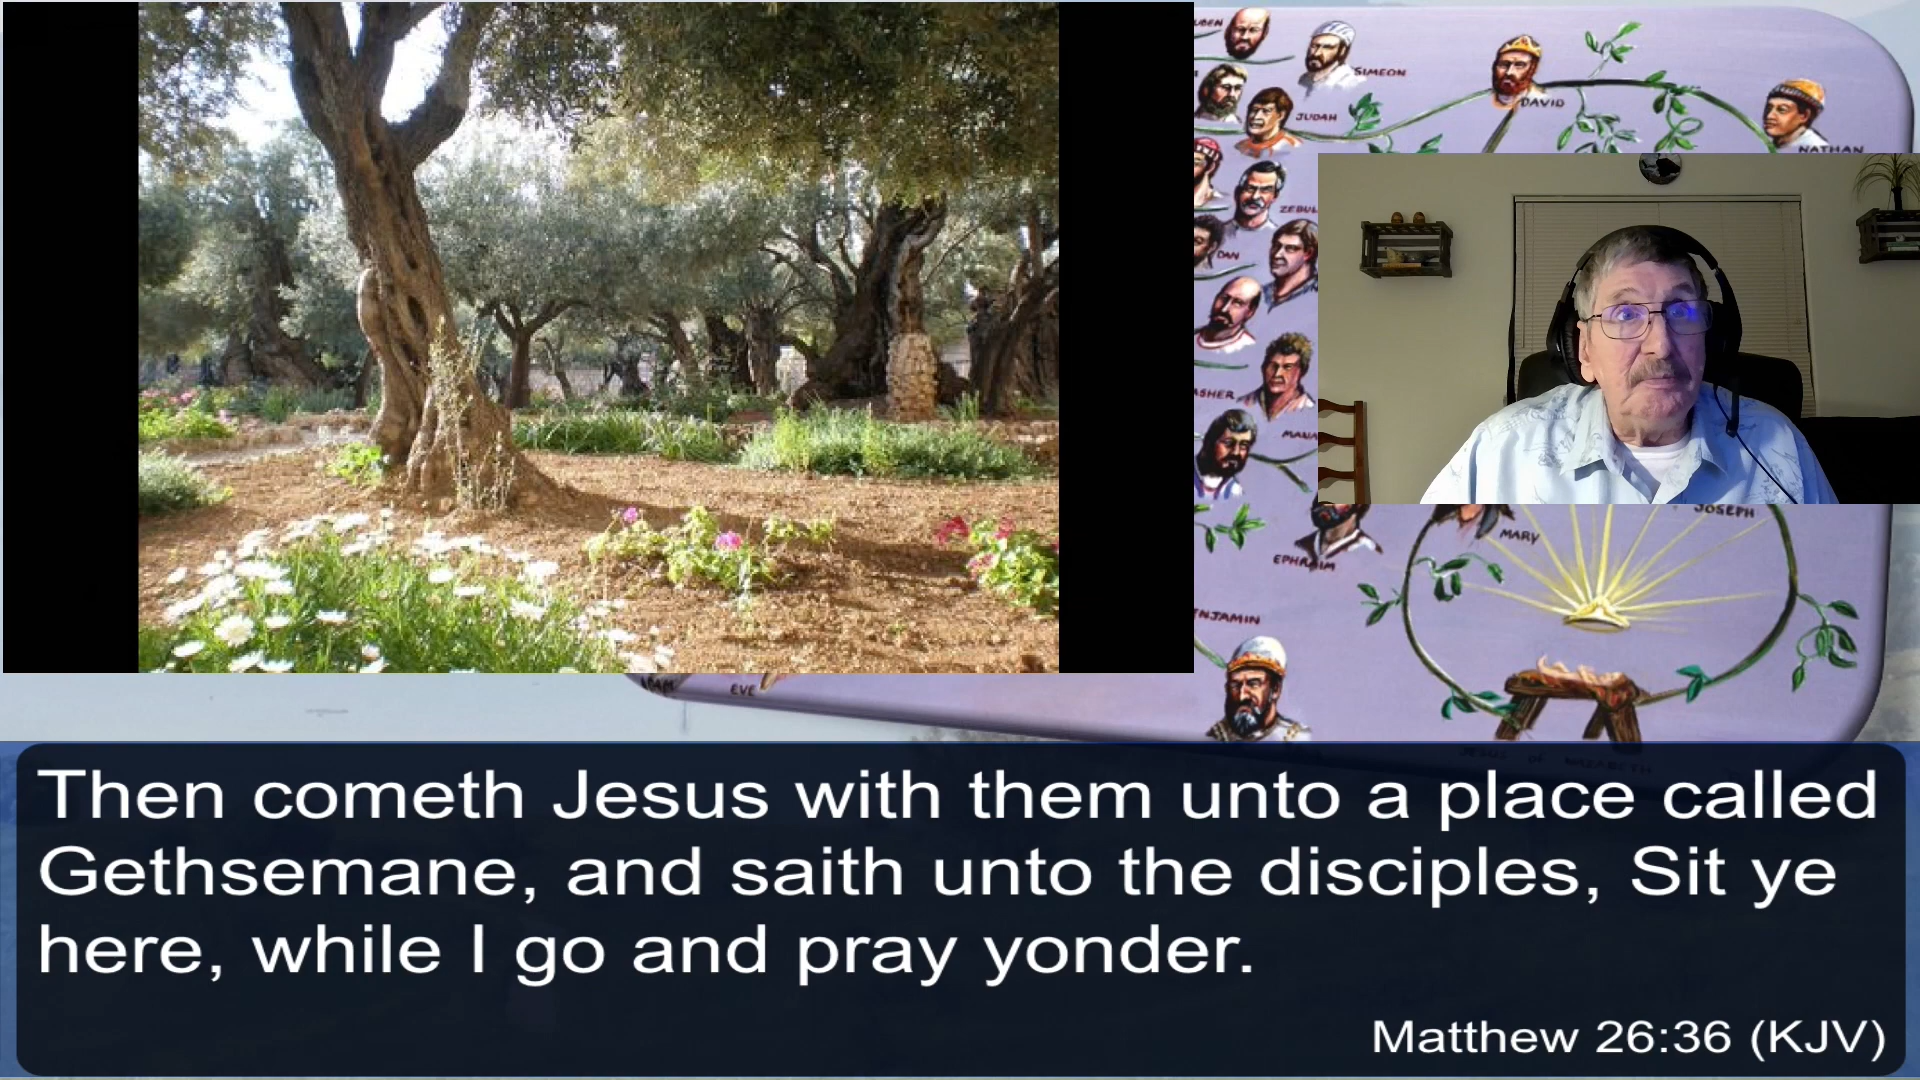 SIMEON
DAVID
JUDAH
NATHAN
DAN
MARY
JOSEPH
EPHRAIM
EVE
Then cometh Jesus with them unto a place called
Gethsemane, and saith unto the disciples, Sit ye
here, while I go and pray yonder.
Matthew 26:36 (KJV)